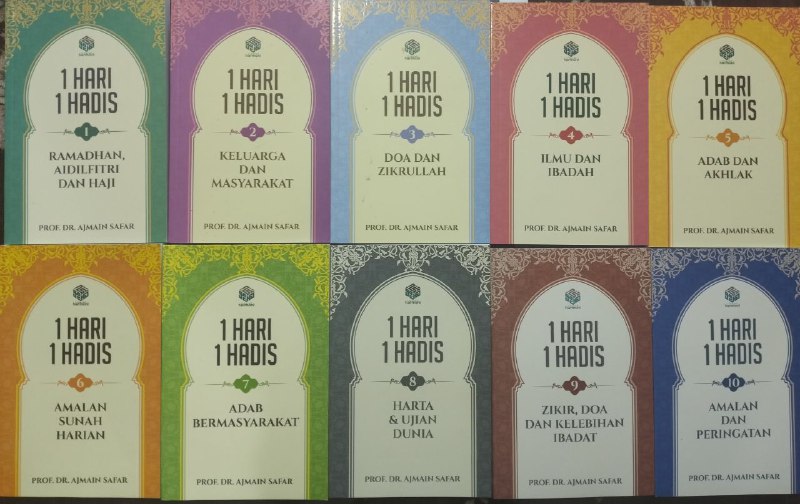 1 HARI
1 HADIS
1
RAMADHAN,
AIDILFITRI
DAN HAJI
PROF. DR. AJMAIN SAFAR
1 HARI
1 HADIS
2
KELUARGA
DAN
MASYARAKAT
PROF. DR. AJMAIN SAFAR
1 HARI
1 HADIS
3
DOA DAN
ZIKRULLAH
PROF. DR. AJMAIN SAFAR
1 HARI
1 HADIS
4
ILMU DAN
IBADAH
PROF. DR. AJMAIN SAFAR
1 HARI
1 HADIS
5
ADAB DAN
AKHLAK
PROF. DR. AJMAIN SAFAR
1 HARI
1 HADIS
6
AMALAN
SUNAH
HARIAN
PROF. DR. AJMAIN SAFAR
1 HARI
1 HADIS
7
ADAB
BERMASYARAKAT
PROF. DR. AJMAIN SAFAR
1 HARI
1 HADIS
8
HARTA
& UJIAN
DUNIA
PROF. DR. AJMAIN SAFAR
1 HARI
1 HADIS
9
ZIKIR, DOA
DAN KELEBIHAN
IBADAT
PROF. DR. AJMAIN SAFAR
1 HARI
1 HADIS
10
AMALAN
DAN
PERINGATAN
PROF. DR. AJMAIN SAFAR